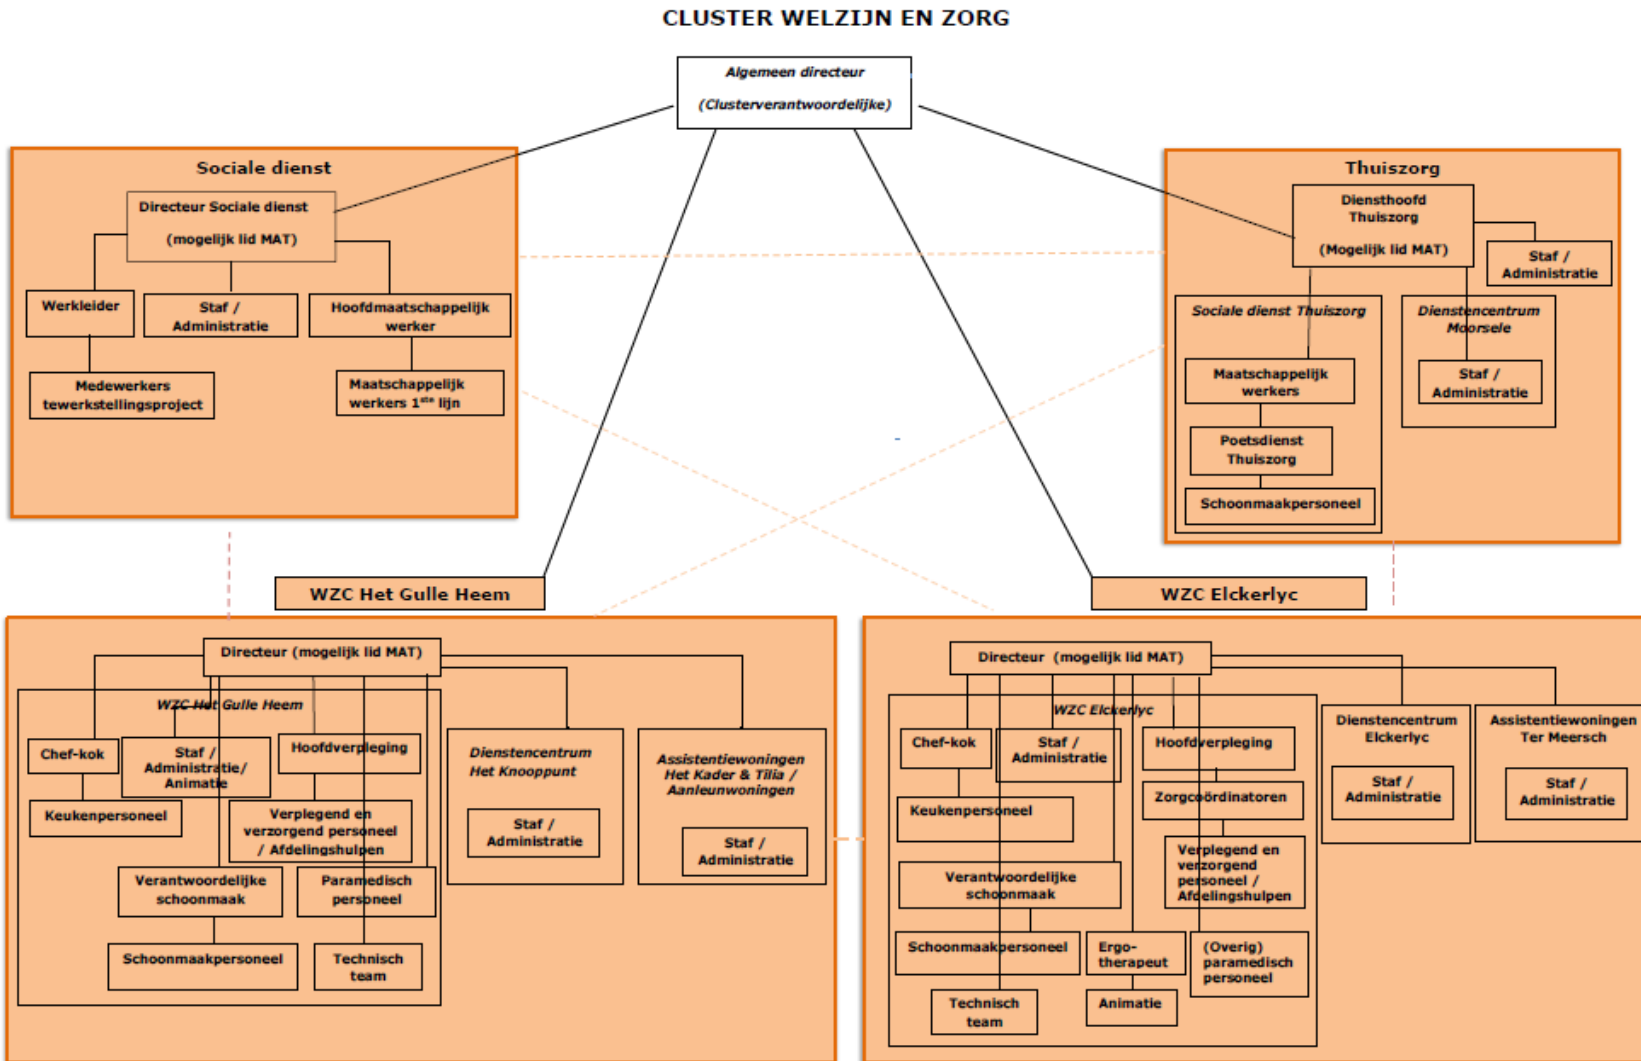 CLUSTER WELZIJN EN ZORG
Algemeen directeur
(Clusterverantwoordelijke)
Sociale dienst
Directeur Sociale dienst
(mogelijk lid MAT)
Werkleider
Staf /
Administratie
Hoofdmaatschappelijk
werker
Medewerkers
tewerkstellingsproject
Maatschappelijk
werkers 1ste lijn
Thuiszorg
Diensthoofd
Thuiszorg
(Mogelijk lid MAT)
Staf /
Administratie
Sociale dienst Thuiszorg
Maatschappelijk
werkers
Poetsdienst
Thuiszorg
Schoonmaakpersoneel
Dienstencentrum
Moorsele
Staf /
Administratie
WZC Het Gulle Heem
Directeur (mogelijk lid MAT)
WZC Het Gulle Heem
Chef-kok
Staf /
Administratie/
Animatie
Hoofdverpleging
Keukenpersoneel
Verplegend en
verzorgend personeel
/ Afdelingshulpen
Verantwoordelijke
schoonmaak
Paramedisch
personeel
Schoonmaakpersoneel
Technisch
team
Dienstencentrum
Het Knooppunt
Staf /
Administratie
Assistentiewoningen
Het Kader & Tilia /
Aanleunwoningen
Staf /
Administratie
WZC Elckerlyc
Directeur (mogelijk lid MAT)
WZC Elckerlyc
Chef-kok
Staf /
Administratie
Hoofdverpleging
Keukenpersoneel
Zorgcoördinatoren
Verantwoordelijke
schoonmaak
Verplegend en
verzorgend
personeel /
Afdelingshulpen
Schoonmaakpersoneel
Ergo-
therapeut
(Overig)
paramedisch
personeel
Technisch
team
Animatie
Dienstencentrum
Elckerlyc
Staf /
Administratie
Assistentiewoningen
Ter Meersch
Staf /
Administratie